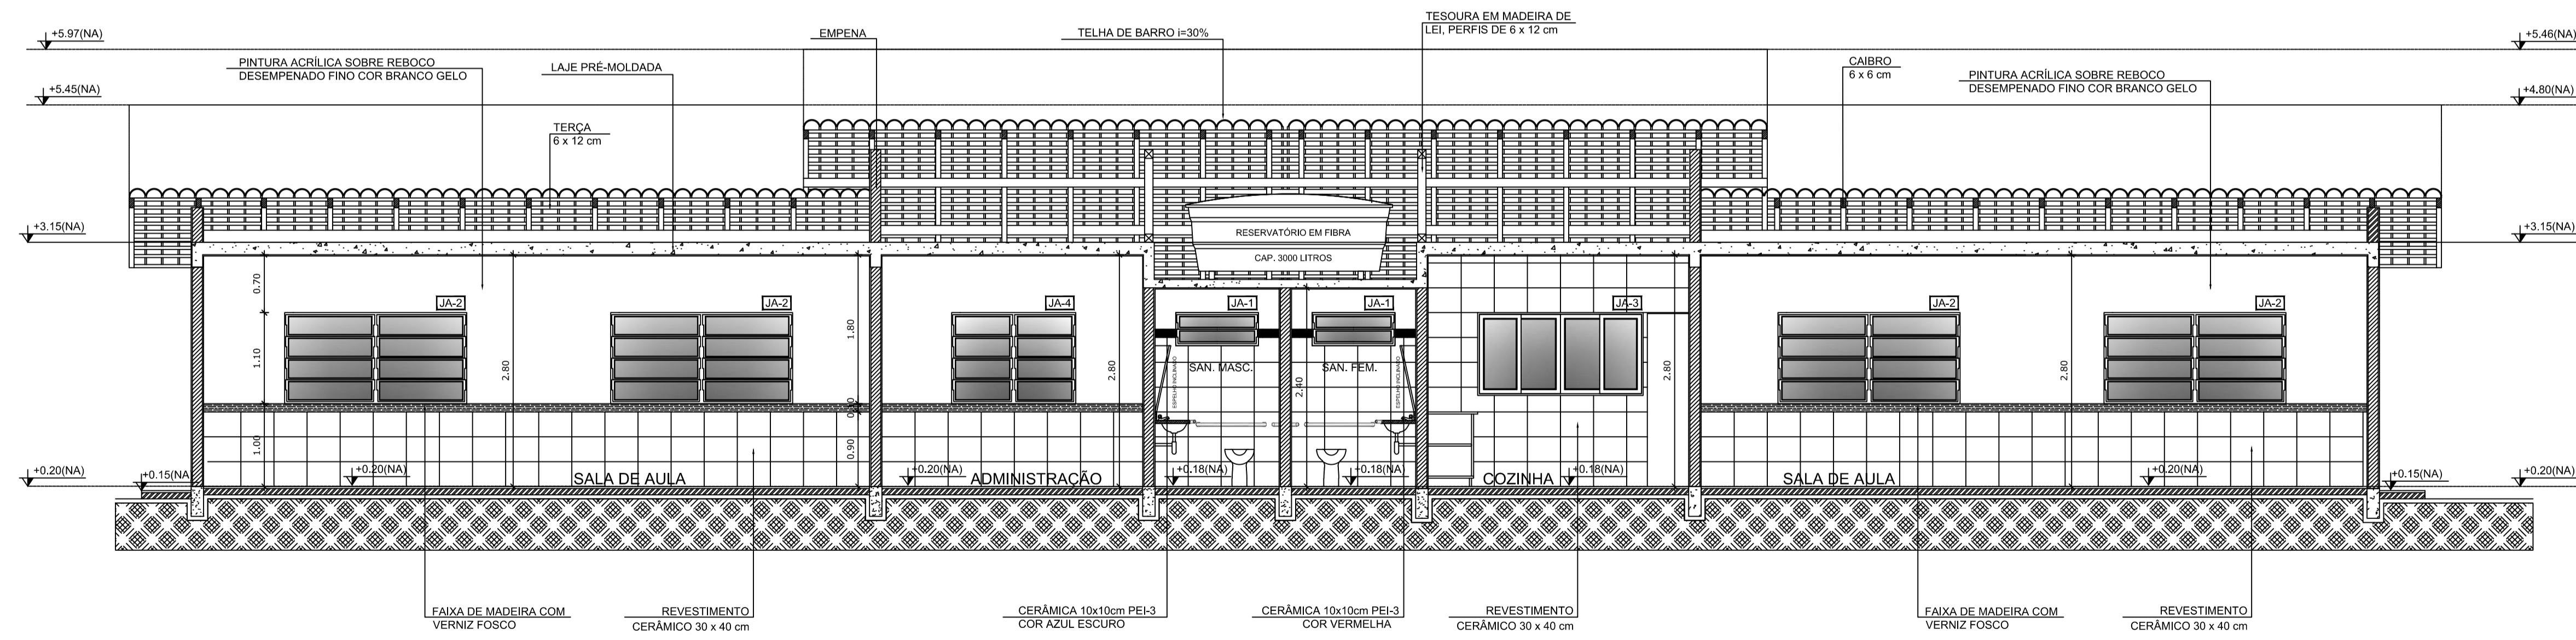 TESOURA EM MADEIRA DE
LEI, PERFIS DE 6 x 12 cm
+5.97(NA)
EMPENA
TELHA DE BARRO i=30%
+5.46(NA)
PINTURA ACRÍLICA SOBRE REBOCO
DESEMPENADO FINO COR BRANCO GELO
LAJE PRÉ-MOLDADA
CAIBRO
6 x 6 cm
PINTURA ACRÍLICA SOBRE REBOCO
DESEMPENADO FINO COR BRANCO GELO
+5.45(NA)
+4.80(NA)
TERÇA
6 x 12 cm
+3.15(NA)
RESERVATÓRIO EM FIBRA
CAP. 3000 LITROS
+3.15(NA)
0.70
JA-2
JA-2
JA-4
JA-1
JA-1
JA-3
JA-2
JA-2
1.10
2.80
1.80
2.80
SAN. MASC.
SAN. FEM.
ESPELHO INCLINADO
2.40
ESPELHO INCLINADO
2.80
2.80
1.00
0.90
+0.20(NA)
+0.15(NA)
+0.20(NA)
SALA DE AULA
+0.20(NA)
ADMINISTRAÇÃO
+0.18(NA)
+0.18(NA)
COZINHA
+0.18(NA)
SALA DE AULA
+0.20(NA)
+0.15(NA)
+0.20(NA)
FAIXA DE MADEIRA COM
VERNIZ FOSCO
REVESTIMENTO
CERÂMICO 30 x 40 cm
CERÂMICA 10x10cm PEI-3
COR AZUL ESCURO
CERÂMICA 10x10cm PEI-3
COR VERMELHA
REVESTIMENTO
CERÂMICO 30 x 40 cm
FAIXA DE MADEIRA COM
VERNIZ FOSCO
REVESTIMENTO
CERÂMICO 30 x 40 cm